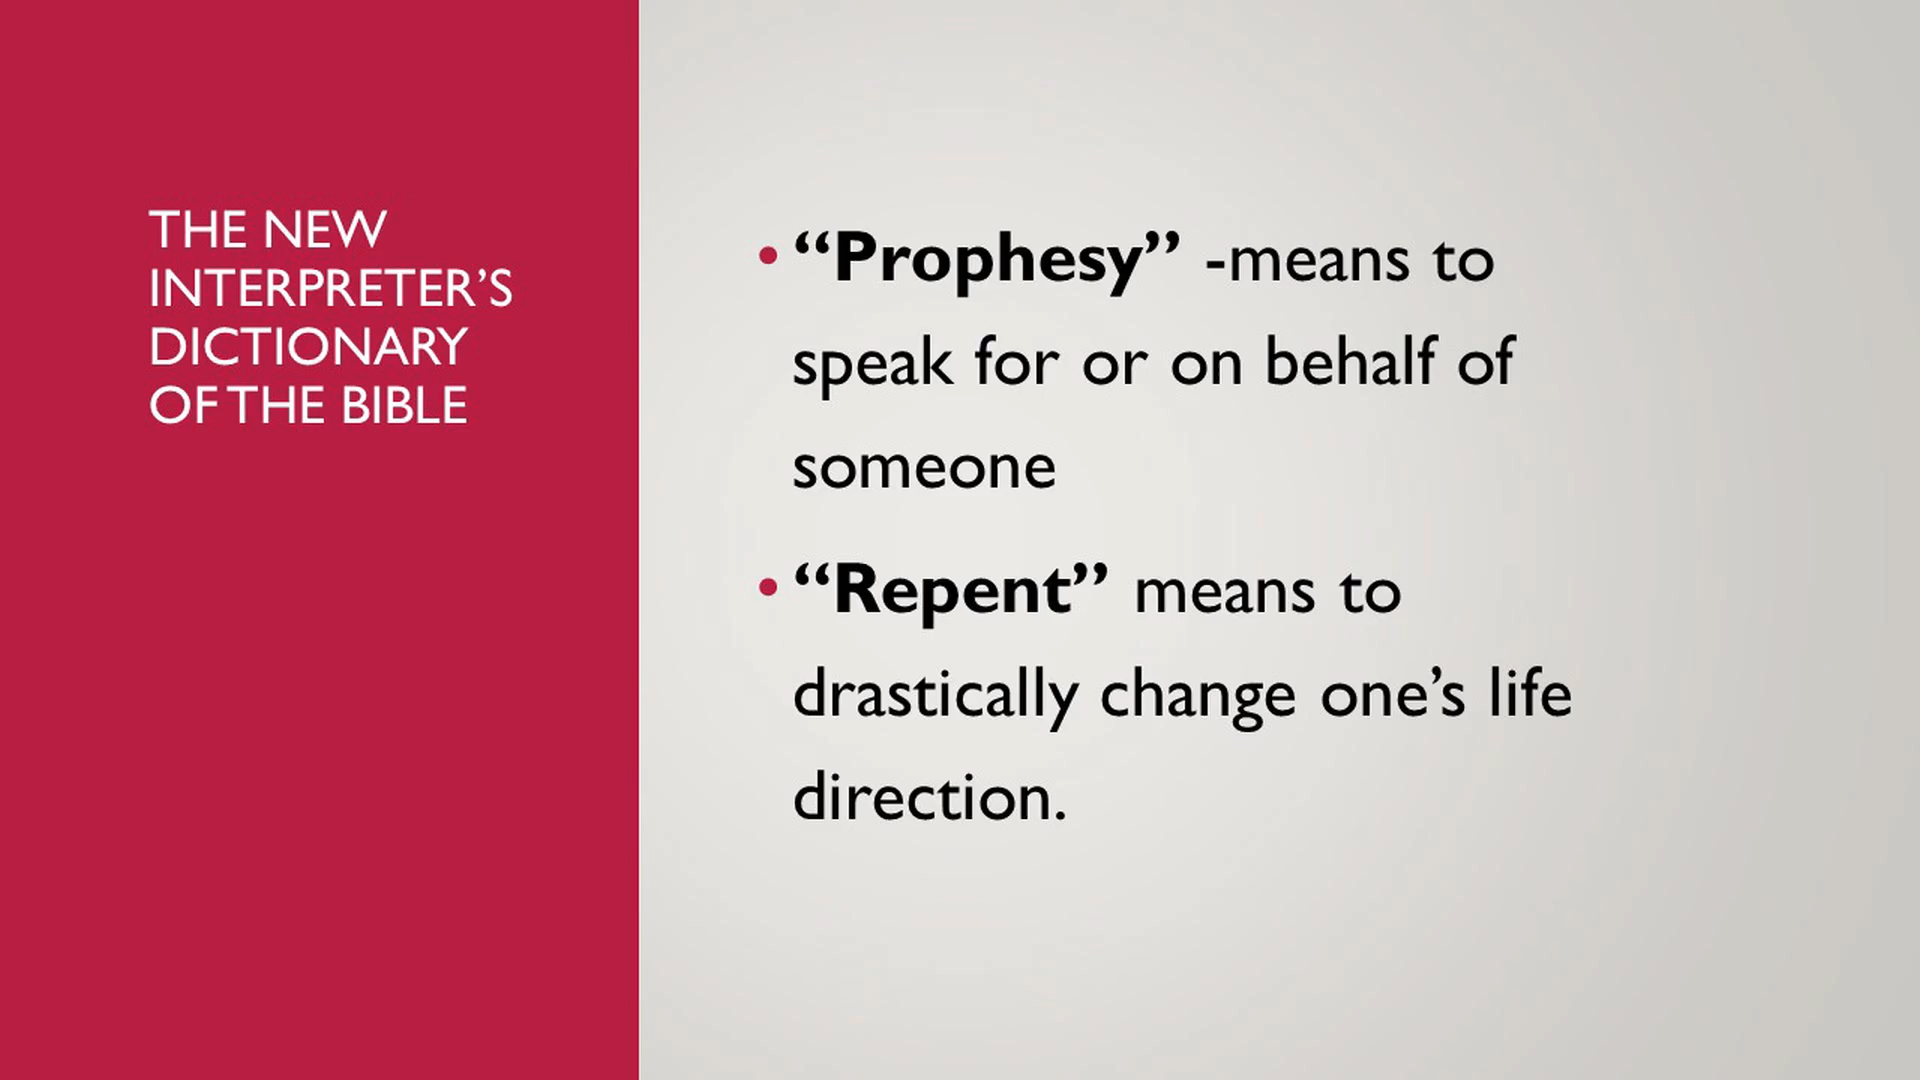 THE NEW
INTERPRETER’S
DICTIONARY
OF THE BIBLE
• “Prophesy” -means to
speak for or on behalf of
someone
• “Repent” means to
drastically change one’s life
direction.